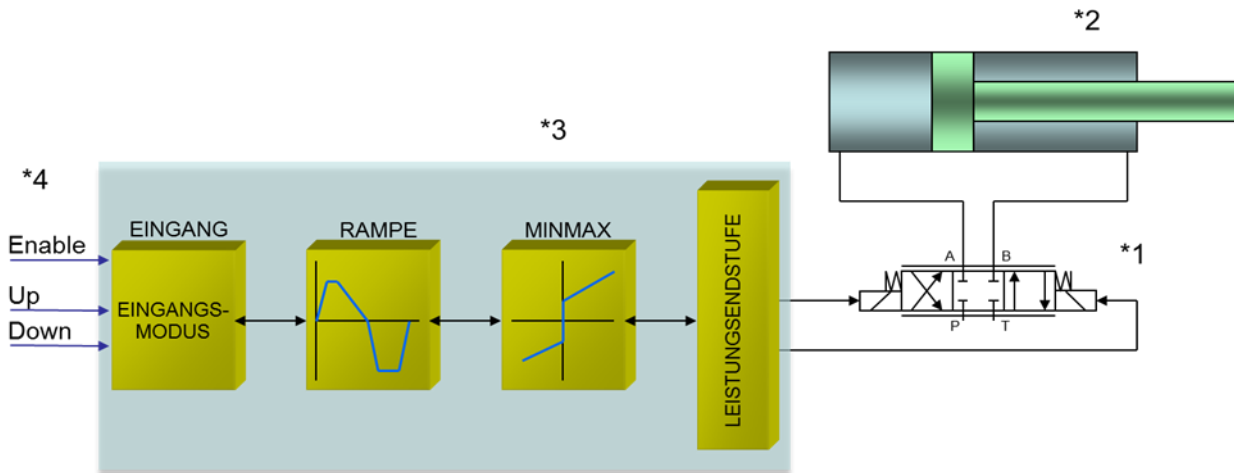 *2
*3
*4
EINGANG
RAMPE
MINMAX
Enable
Up
Down
EINGANGS-
MODUS
LEISTUNGSENDSTUFE
*1
A
B
P
T